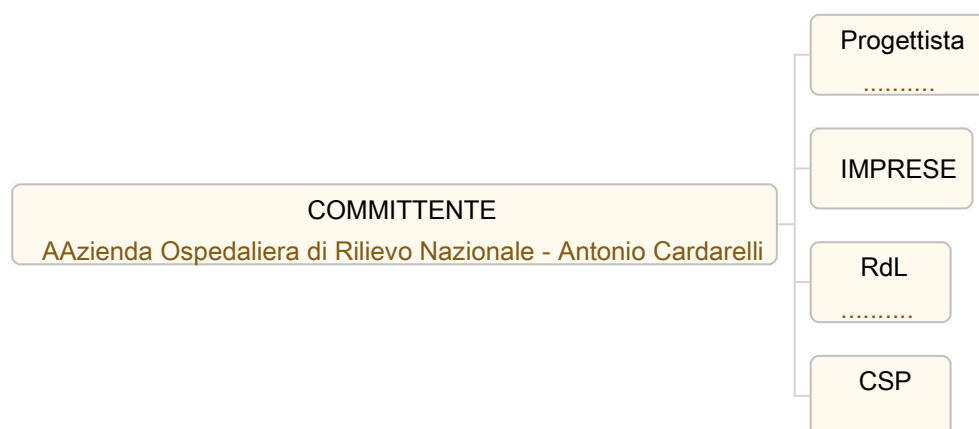 Progettista
..........
IMPRESE
COMMITTENTE
AAzienda Ospedaliera di Rilievo Nazionale - Antonio Cardarelli
RdL
..........
CSP